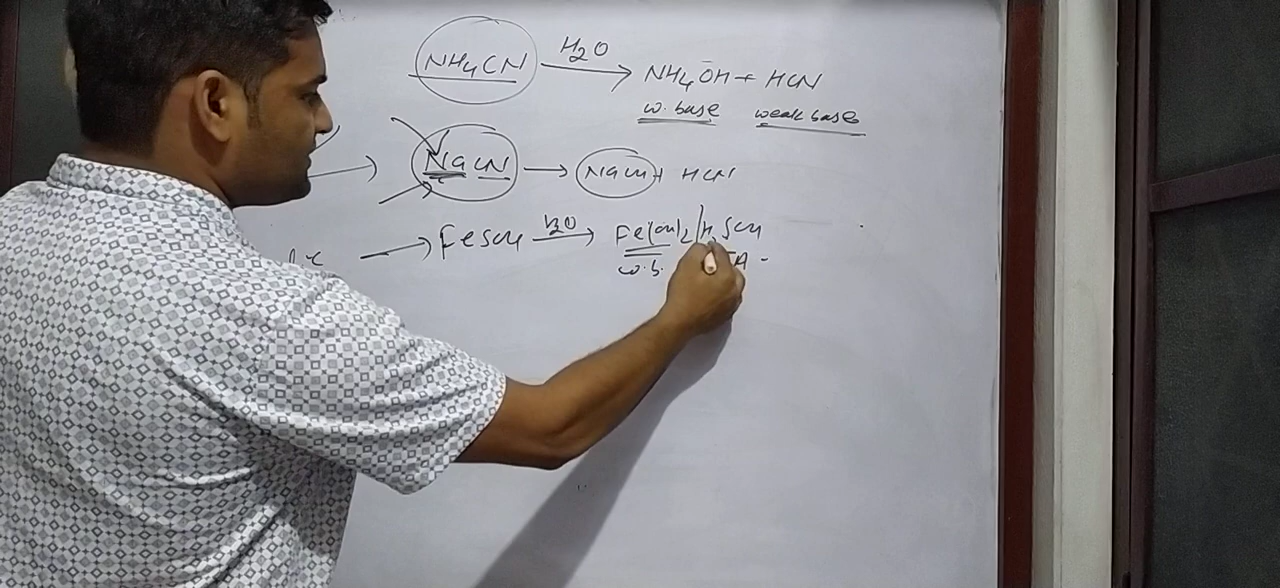 NH4CN H2O → NH4OH + HCN
w. base weak base
NaCN → NaOH + HCN
→ FeSO4 H2O → Fe(OH)2 / H2SO4
w.b. A